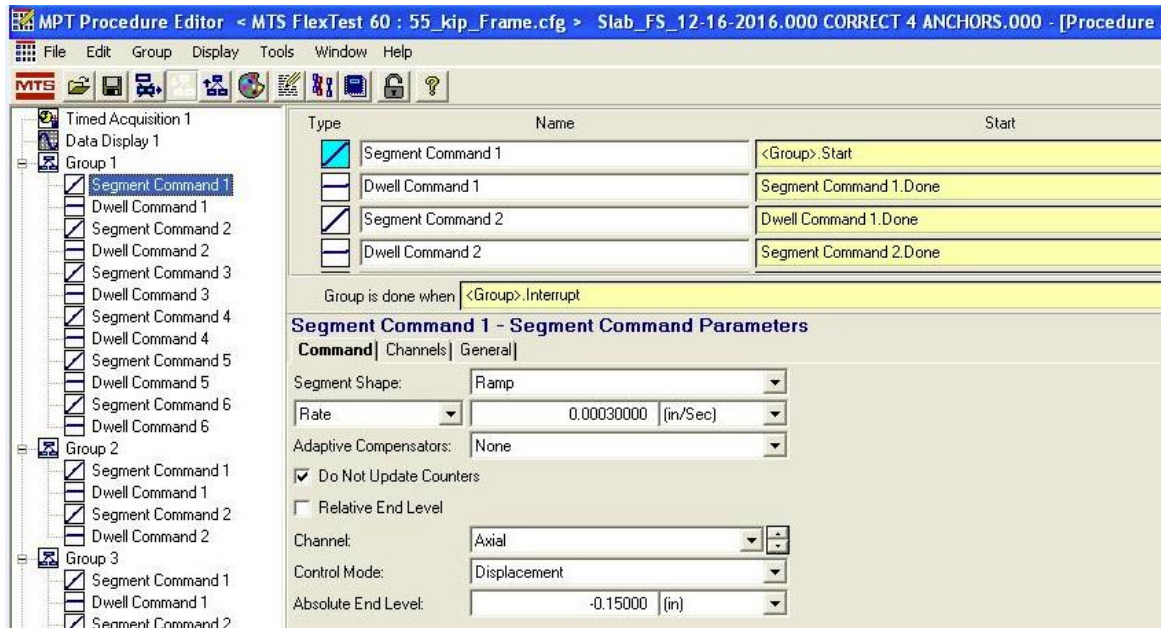 MPT Procedure Editor < MTS FlexTest 60 : 55_kip_Frame.cfg > Slab_FS_12-16-2016.000 CORRECT 4 ANCHORS.000 - [Procedure
File Edit Group Display Tools Window Help
MTS
Timed Acquisition 1
Data Display 1
Group 1
Segment Command 1
Dwell Command 1
Segment Command 2
Dwell Command 2
Segment Command 3
Dwell Command 3
Segment Command 4
Dwell Command 4
Segment Command 5
Dwell Command 5
Segment Command 6
Dwell Command 6
Group 2
Segment Command 1
Dwell Command 1
Segment Command 2
Dwell Command 2
Group 3
Segment Command 1
Dwell Command 1
Segment Command 2
Type Name Start
Segment Command 1 <Group>.Start
Dwell Command 1 Segment Command 1.Done
Segment Command 2 Dwell Command 1.Done
Dwell Command 2 Segment Command 2.Done
Group is done when <Group>.Interrupt
Segment Command 1 - Segment Command Parameters
Command Channels General
Segment Shape: Ramp
Rate 0.00030000 (in/Sec)
Adaptive Compensators: None
Do Not Update Counters
Relative End Level
Channel: Axial
Control Mode: Displacement
Absolute End Level: -0.15000 (in)